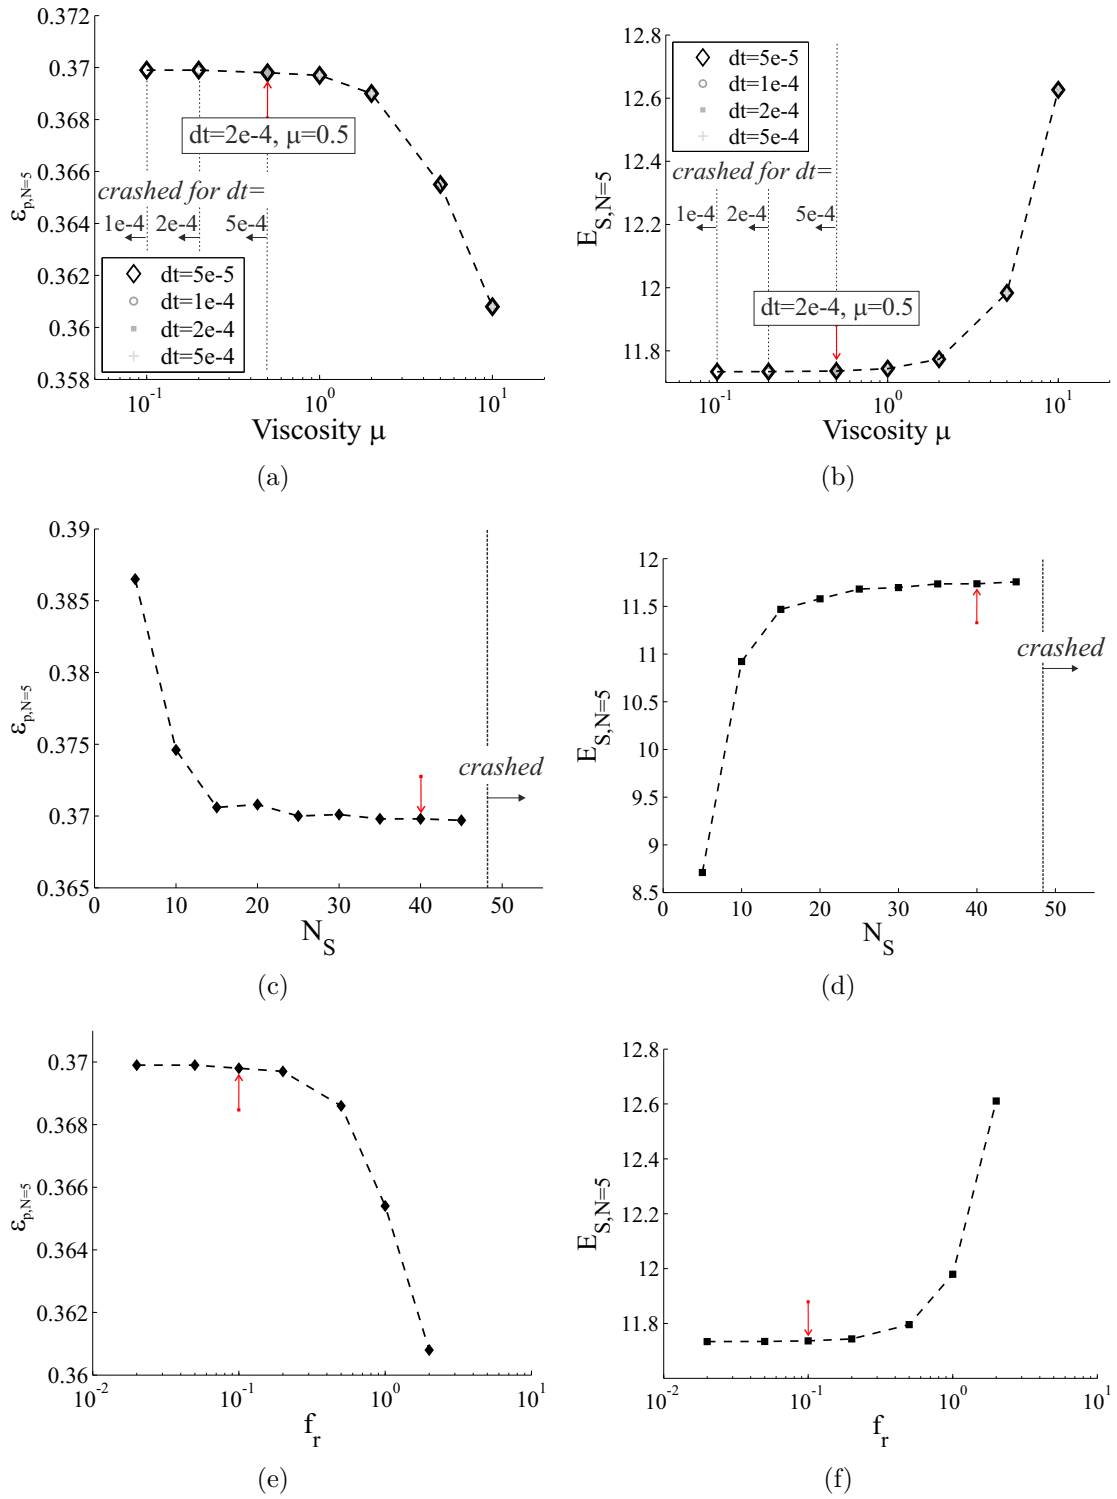 0.372
0.37
0.368
0.366
0.364
0.362
0.36
0.358
ε_p,N=5
dt=2e-4, μ=0.5
crashed for dt=
1e-4
2e-4
5e-4
dt=5e-5
dt=1e-4
dt=2e-4
dt=5e-4
10^-1
10^0
10^1
Viscosity μ
(a)
12.8
12.6
12.4
12.2
12
11.8
E_S,N=5
dt=5e-5
dt=1e-4
dt=2e-4
dt=5e-4
crashed for dt=
1e-4
2e-4
5e-4
dt=2e-4, μ=0.5
10^-1
10^0
10^1
Viscosity μ
(b)
0.39
0.385
0.38
0.375
0.37
0.365
ε_p,N=5
crashed
0
10
20
30
40
50
N_S
(c)
12
11.5
11
10.5
10
9.5
9
8.5
E_S,N=5
crashed
0
10
20
30
40
50
N_S
(d)
0.37
0.368
0.366
0.364
0.362
0.36
ε_p,N=5
10^-2
10^-1
10^0
10^1
f_r
(e)
12.8
12.6
12.4
12.2
12
11.8
E_S,N=5
10^-2
10^-1
10^0
10^1
f_r
(f)